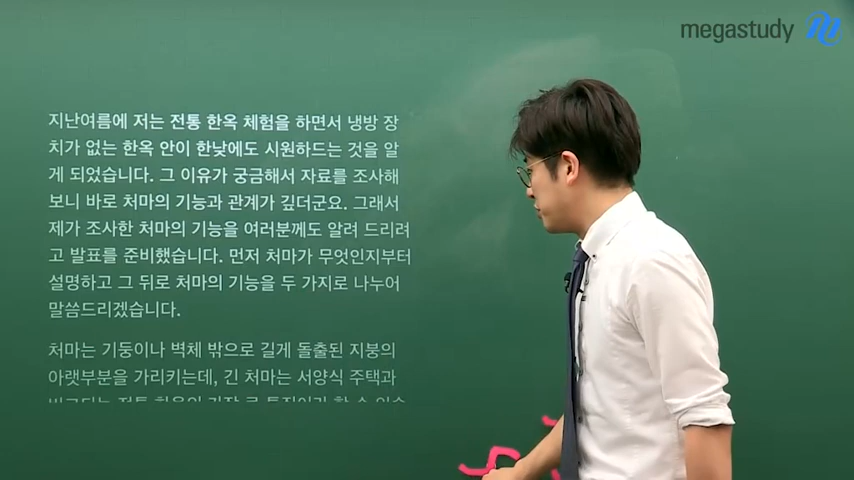 megastudy
지난여름에 저는 전통 한옥 체험을 하면서 냉방 장
치가 없는 한옥 안이 한낮에도 시원하드는 것을 알
게 되었습니다. 그 이유가 궁금해서 자료를 조사해
보니 바로 처마의 기능과 관계가 깊더군요. 그래서
제가 조사한 처마의 기능을 여러분께도 알려 드리려
고 발표를 준비했습니다. 먼저 처마가 무엇인지부터
설명하고 그 뒤로 처마의 기능을 두 가지로 나누어
말씀드리겠습니다.
처마는 기둥이나 벽체 밖으로 길게 돌출된 지붕의
아랫부분을 가리키는데, 긴 처마는 서양식 주택과